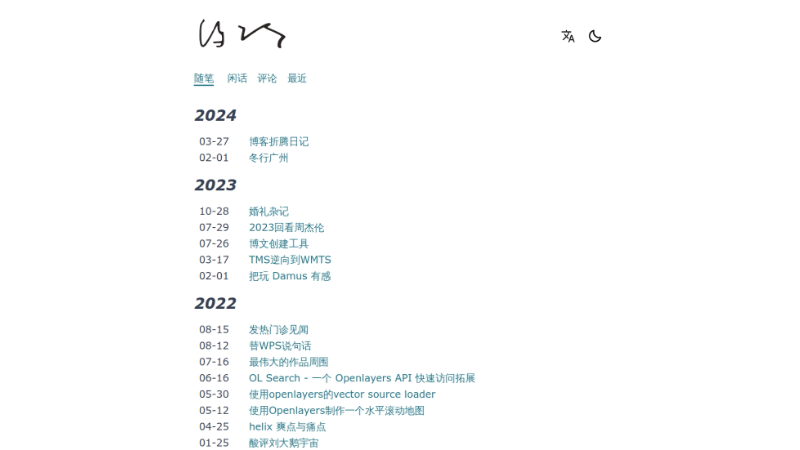 随笔 闲话 评论 最近
2024
03-27 博客折腾日记
02-01 冬行广州
2023
10-28 婚礼杂记
07-29 2023回看周杰伦
07-26 博文创建工具
03-17 TMS逆向到WMTS
02-01 把玩 Damus 有感
2022
08-15 发热门诊见闻
08-12 替WPS说句话
07-16 最伟大的作品周围
06-16 OL Search - 一个 Openlayers API 快速访问拓展
05-30 使用openlayers的vector source loader
05-12 使用Openlayers制作一个水平滚动地图
04-25 helix 爽点与痛点
01-25 酸评刘大鹅宇宙